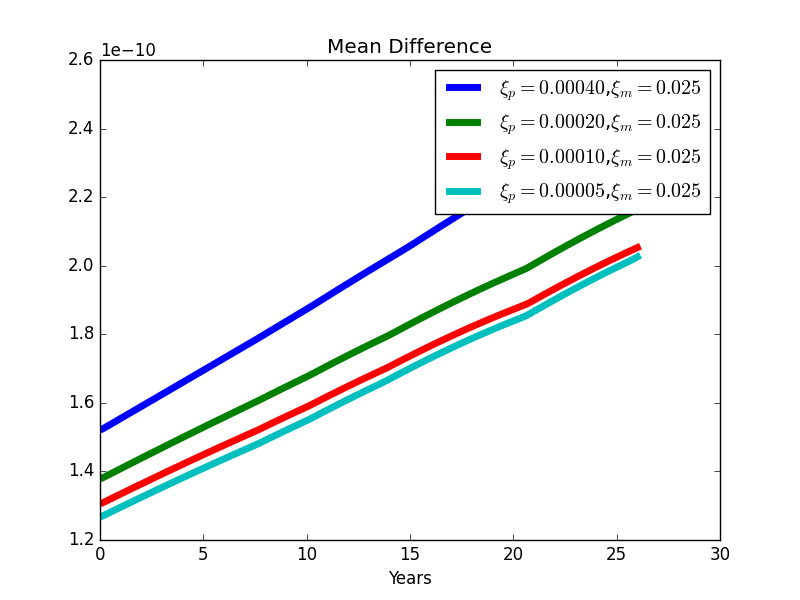 Mean Difference
1e−10
2.6
2.4
2.2
2.0
1.8
1.6
1.4
1.2
ξp = 0.00040,ξm = 0.025
ξp = 0.00020,ξm = 0.025
ξp = 0.00010,ξm = 0.025
ξp = 0.00005,ξm = 0.025
0 5 10 15 20 25 30
Years